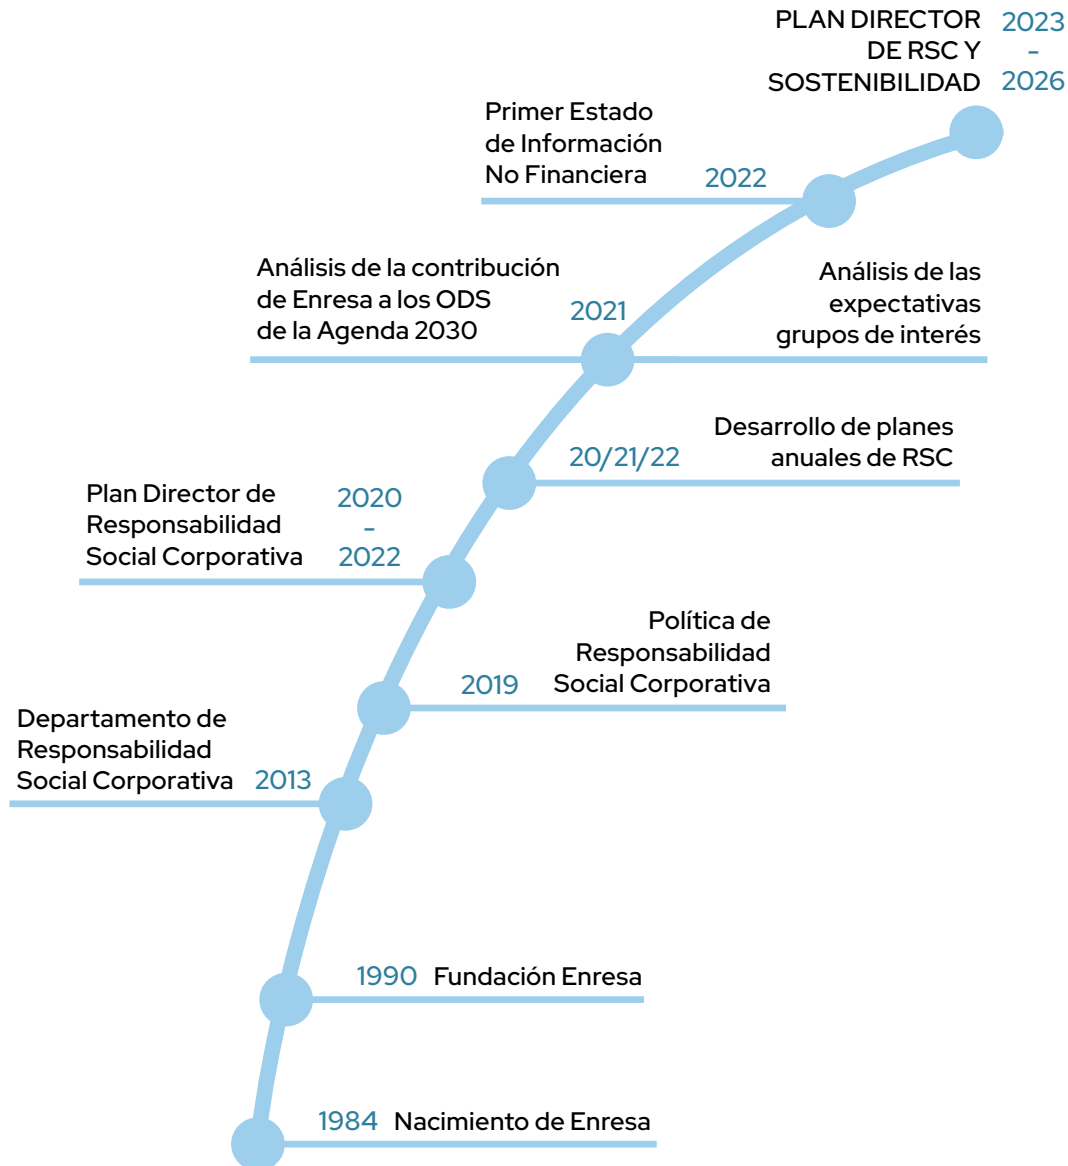 PLAN DIRECTOR
DE RSC Y
SOSTENIBILIDAD
2023
-
2026
Primer Estado
de Información
No Financiera
2022
Análisis de la contribución
de Enresa a los ODS
de la Agenda 2030
2021
Análisis de las
expectativas
grupos de interés
20/21/22
Desarrollo de planes
anuales de RSC
Plan Director de
Responsabilidad
Social Corporativa
2020
-
2022
2019
Política de
Responsabilidad
Social Corporativa
Departamento de
Responsabilidad
Social Corporativa
2013
1990 Fundación Enresa
1984 Nacimiento de Enresa